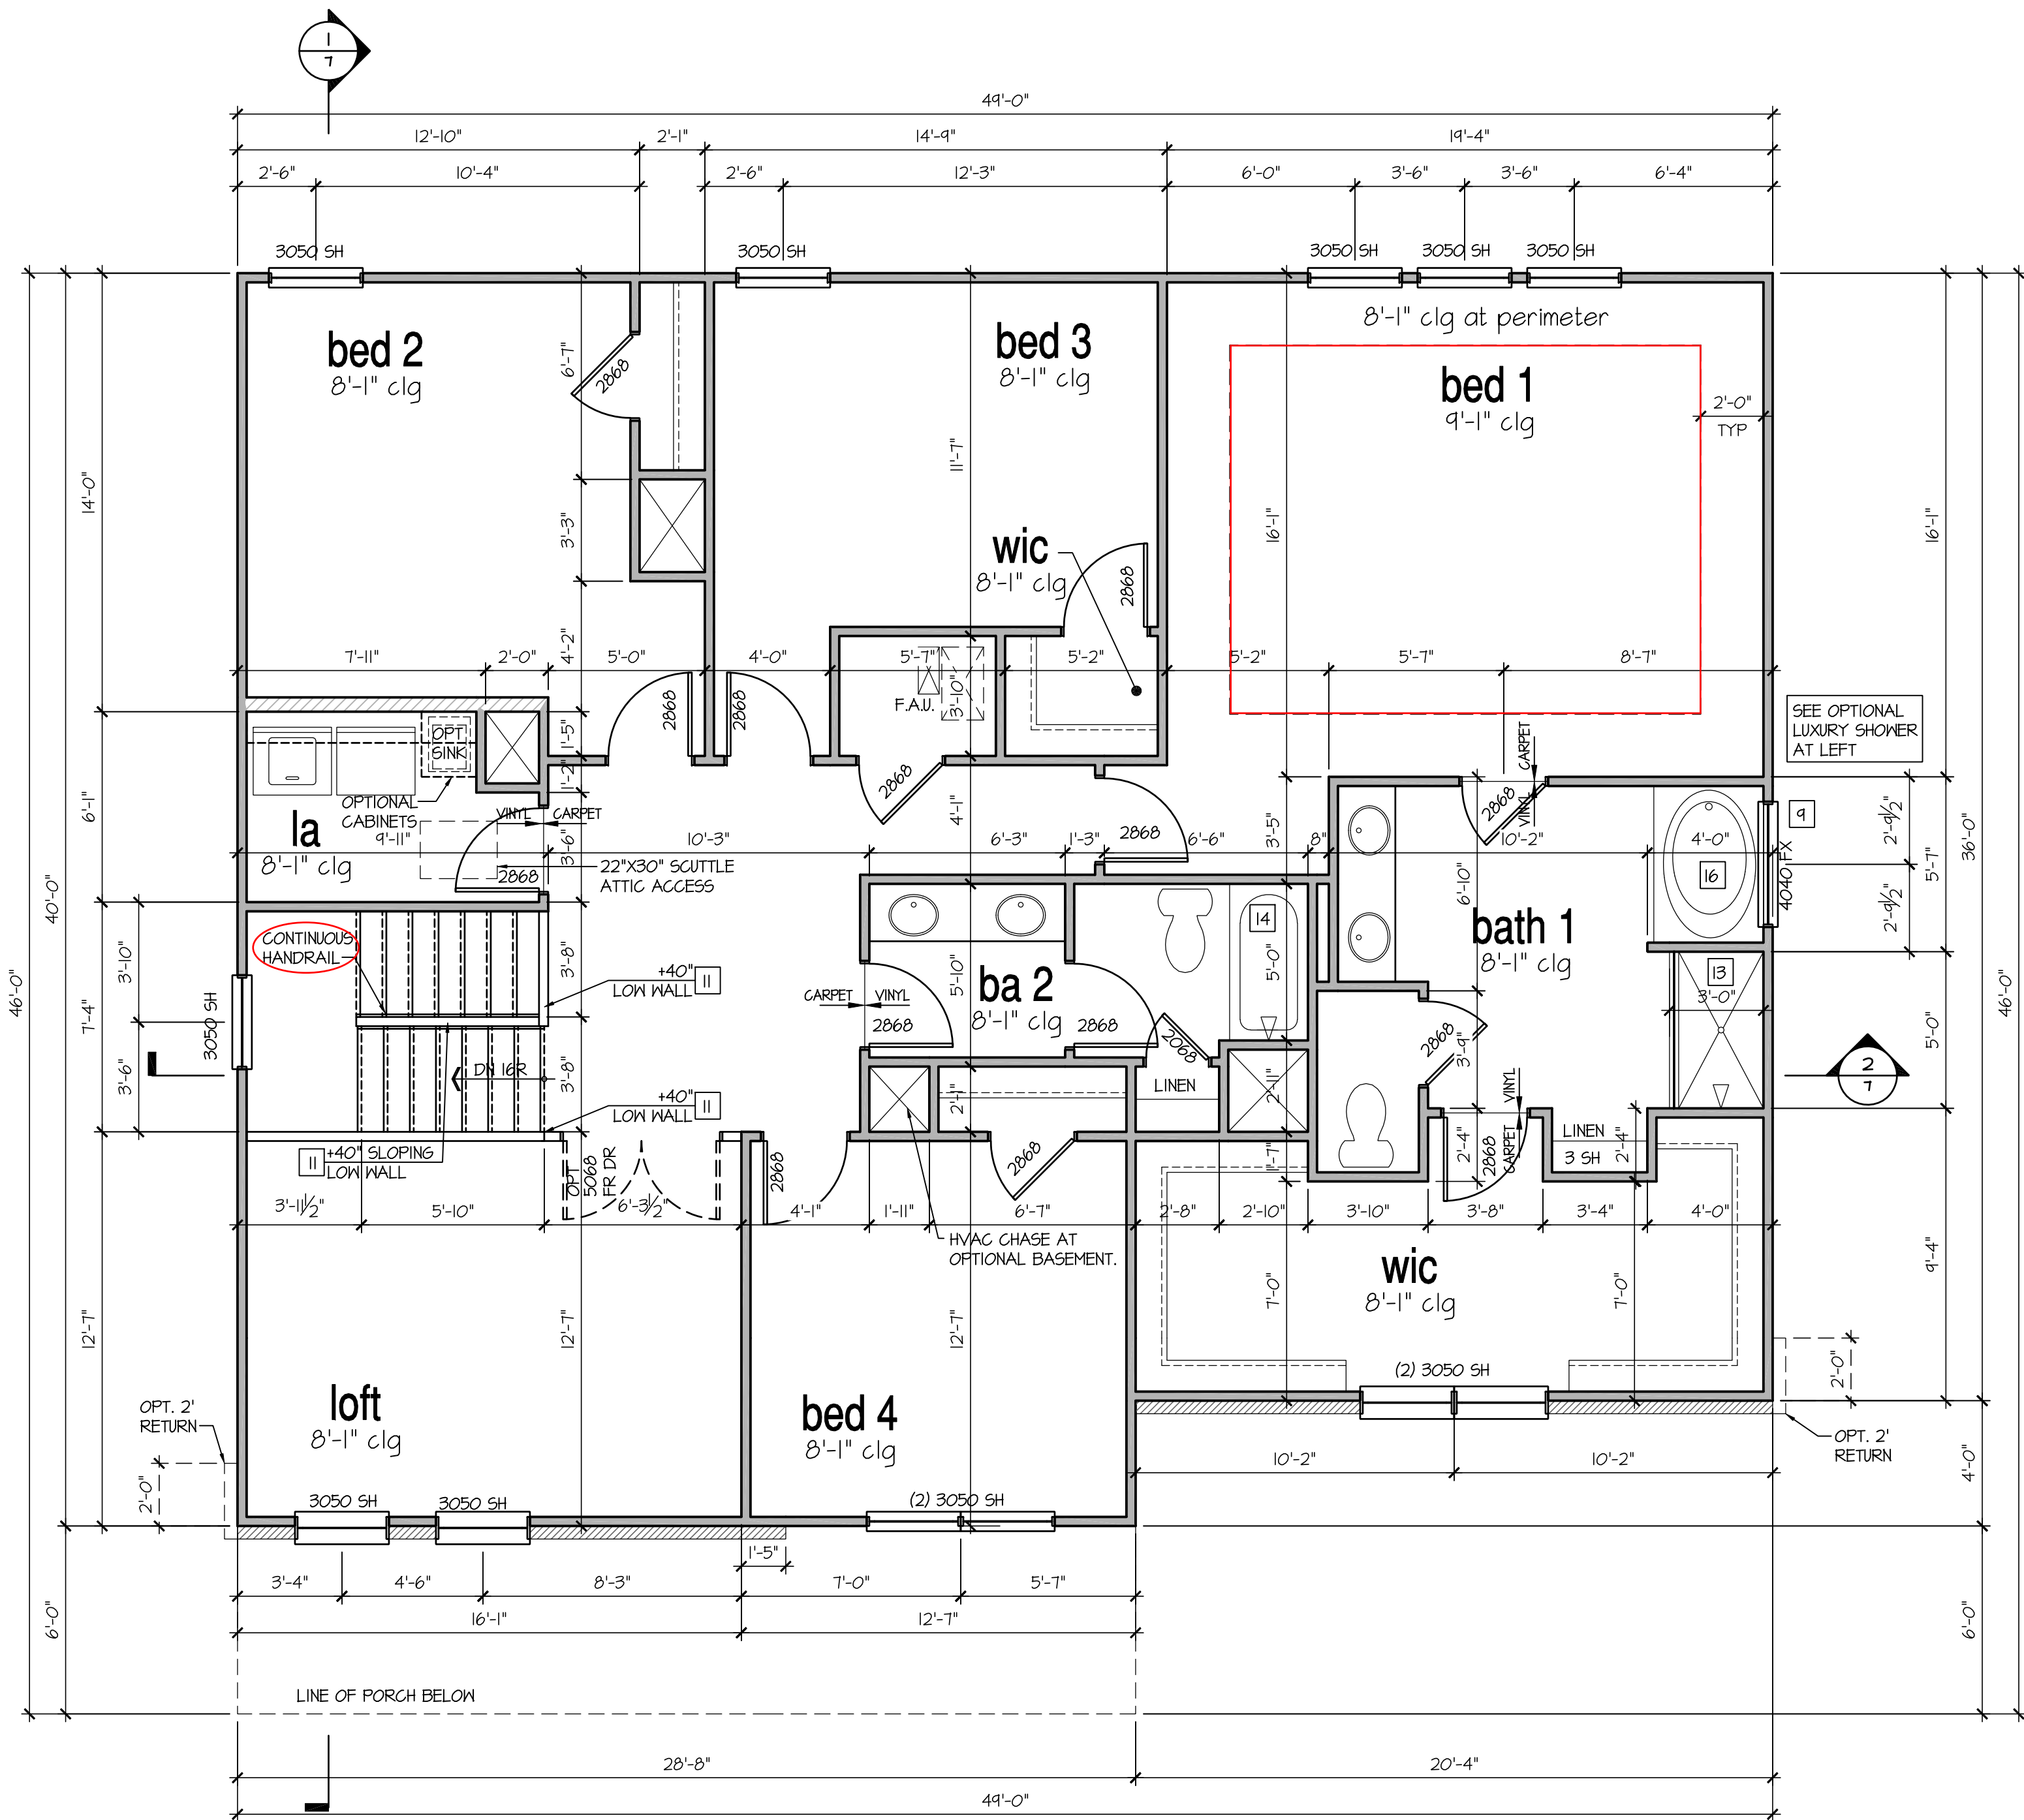 1
7
49'-0"
12'-10"
2'-1"
14'-9"
19'-4"
2'-6"
10'-4"
2'-6"
12'-3"
6'-0"
3'-6"
3'-6"
6'-4"
3050 SH
3050 SH
3050 SH
3050 SH
3050 SH
8'-1" clg at perimeter
bed 2
8'-1" clg
bed 3
8'-1" clg
bed 1
9'-1" clg
2'-0"
TYP
6'-7"
2868
11'-7"
14'-0"
3'-3"
16'-1"
16'-1"
wic
8'-1" clg
2868
4'-2"
7'-11"
2'-0"
5'-0"
4'-0"
5'-7"
5'-2"
5'-2"
5'-7"
8'-7"
2868
2868
F.A.U.
3'-10"
SEE OPTIONAL
LUXURY SHOWER
AT LEFT
OPT
SINK
1'-5"
1'-2"
CARPET
VINYL
2868
2868
OPTIONAL
CABINETS
VINYL
CARPET
6'-1"
la
8'-1" clg
9'-11"
2868
3'-6"
22"X30" SCUTTLE
ATTIC ACCESS
10'-3"
4'-1"
6'-3"
1'-3"
2868
6'-6"
3'-5"
8"
10'-2"
4'-0"
9
2'-9 1/2"
5'-7"
36'-0"
4040 FX
16
2'-9 1/2"
6'-10"
40'-0"
46'-0"
46'-0"
CONTINUOUS
HANDRAIL
3'-10"
7'-4"
3'-6"
3050 SH
3'-8"
+40"
LOW WALL
11
CARPET
VINYL
5'-10"
ba 2
8'-1" clg
2868
2868
14
5'-0"
bath 1
8'-1" clg
13
3'-0"
5'-0"
2868
3'-9"
2068
DN 16R
3'-8"
+40"
LOW WALL
11
LINEN
2'-1"
2'-11"
2
7
11
+40" SLOPING
LOW WALL
OPT
5068
FR DR
2868
2868
1'-7"
2'-4"
2868
VINYL
CARPET
LINEN
3 SH
2'-4"
3'-11 1/2"
5'-10"
6'-3 1/2"
4'-1"
1'-11"
6'-7"
2'-8"
2'-10"
3'-10"
3'-8"
3'-4"
4'-0"
HVAC CHASE AT
OPTIONAL BASEMENT.
wic
8'-1" clg
9'-4"
7'-0"
7'-0"
12'-7"
12'-7"
12'-7"
(2) 3050 SH
2'-0"
OPT. 2'
RETURN
loft
8'-1" clg
bed 4
8'-1" clg
OPT. 2'
RETURN
10'-2"
10'-2"
4'-0"
2'-0"
3050 SH
3050 SH
(2) 3050 SH
1'-5"
3'-4"
4'-6"
8'-3"
7'-0"
5'-7"
16'-1"
12'-7"
6'-0"
6'-0"
LINE OF PORCH BELOW
28'-8"
20'-4"
49'-0"